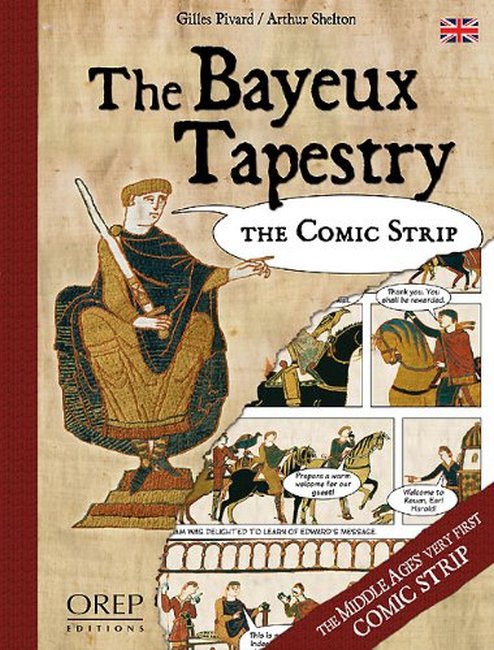 Gilles Pivard / Arthur Shelton
The Bayeux
Tapestry
THE COMIC STRIP
Thank you. You
shall be rewarded.
Prepare a warm
welcome for our
guest!
Welcome to
Rouen, Earl
Harold!
AM WAS DELIGHTED TO LEARN OF EDWARD'S MESSAGE.
This is
THE MIDDLE AGES' VERY FIRST
COMIC STRIP
OREP
EDITIONS